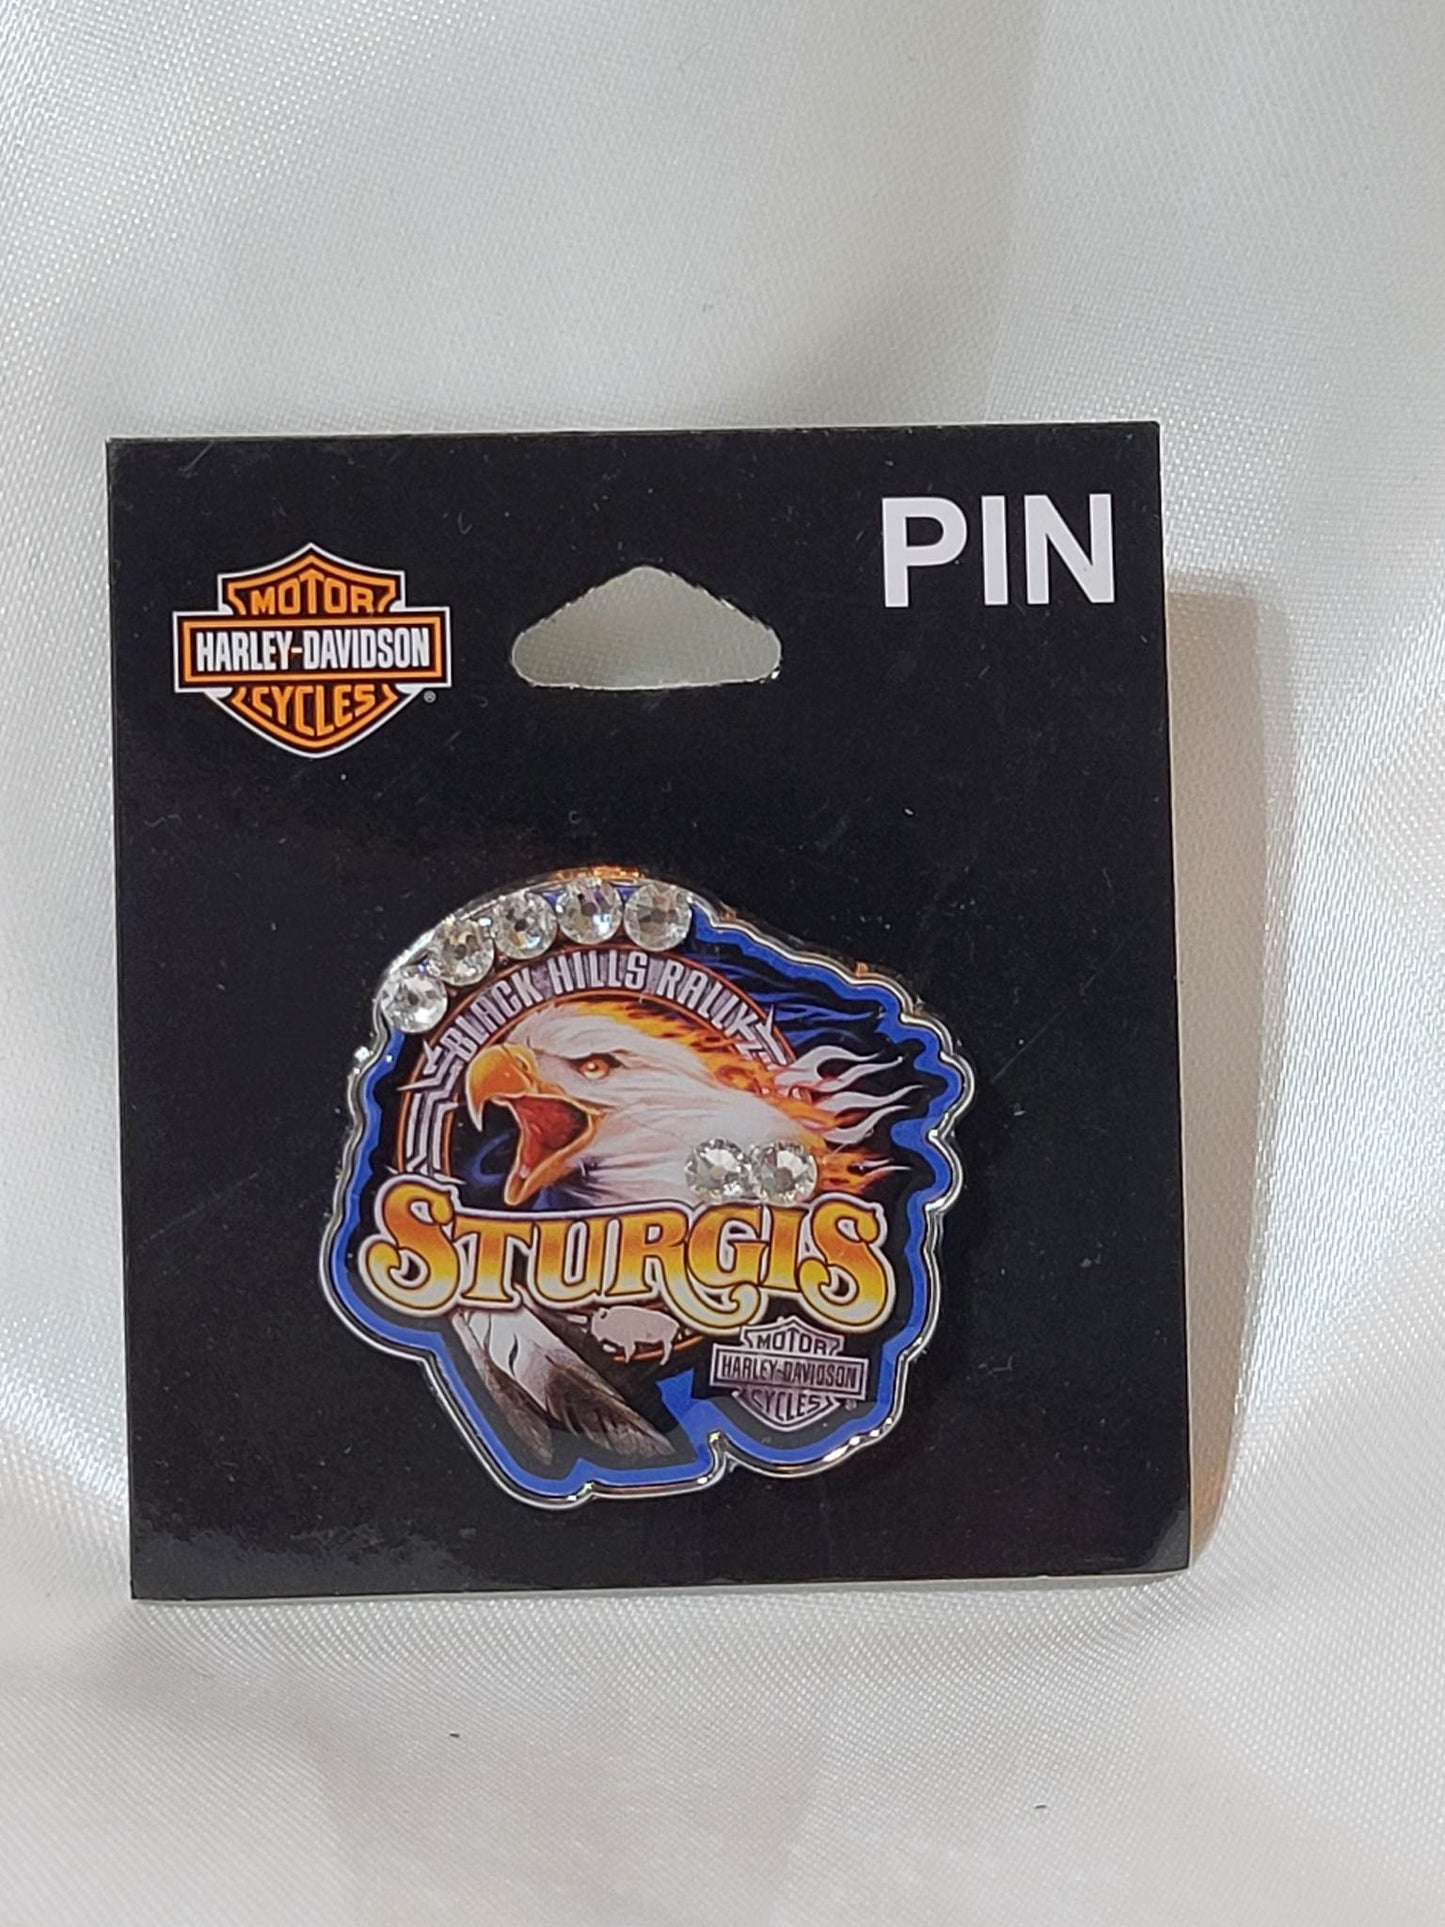 PIN
MOTOR
HARLEY-DAVIDSON
CYCLES
®
BLACK HILLS RALLY
STURGIS
MOTOR
HARLEY-DAVIDSON
CYCLES
®